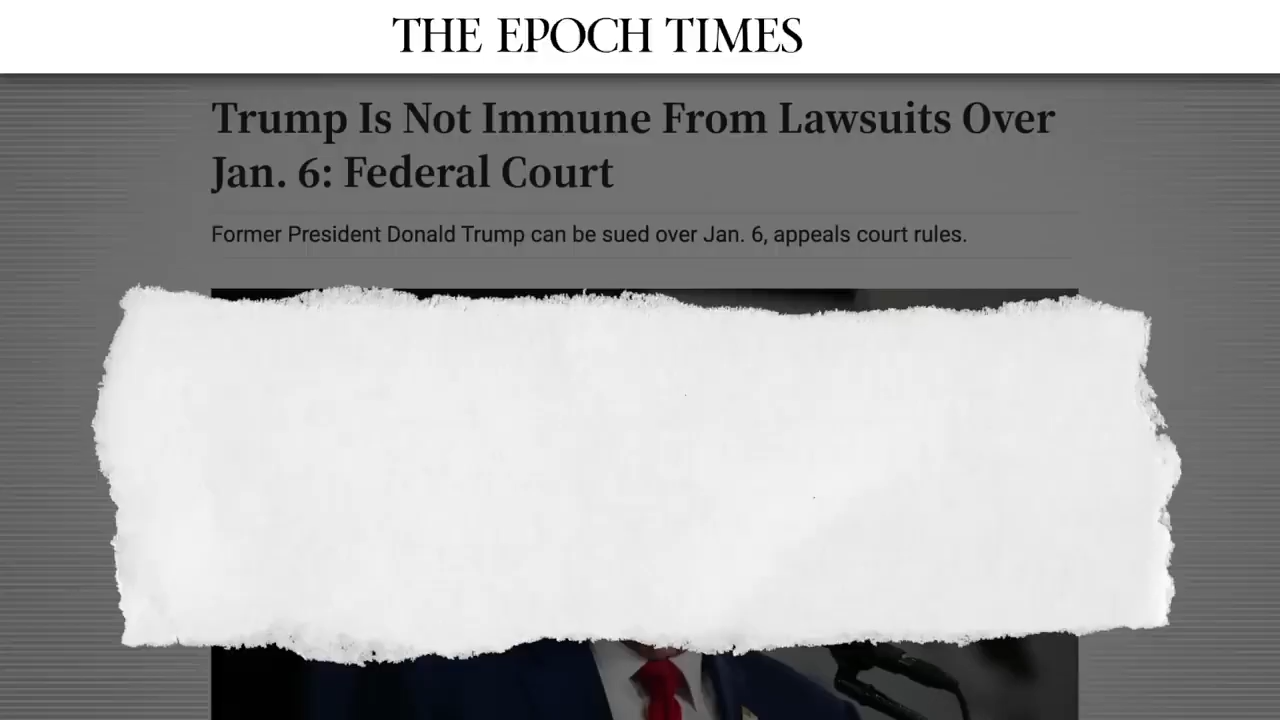 THE EPOCH TIMES
Trump Is Not Immune From Lawsuits Over
Jan. 6: Federal Court
Former President Donald Trump can be sued over Jan. 6, appeals court rules.